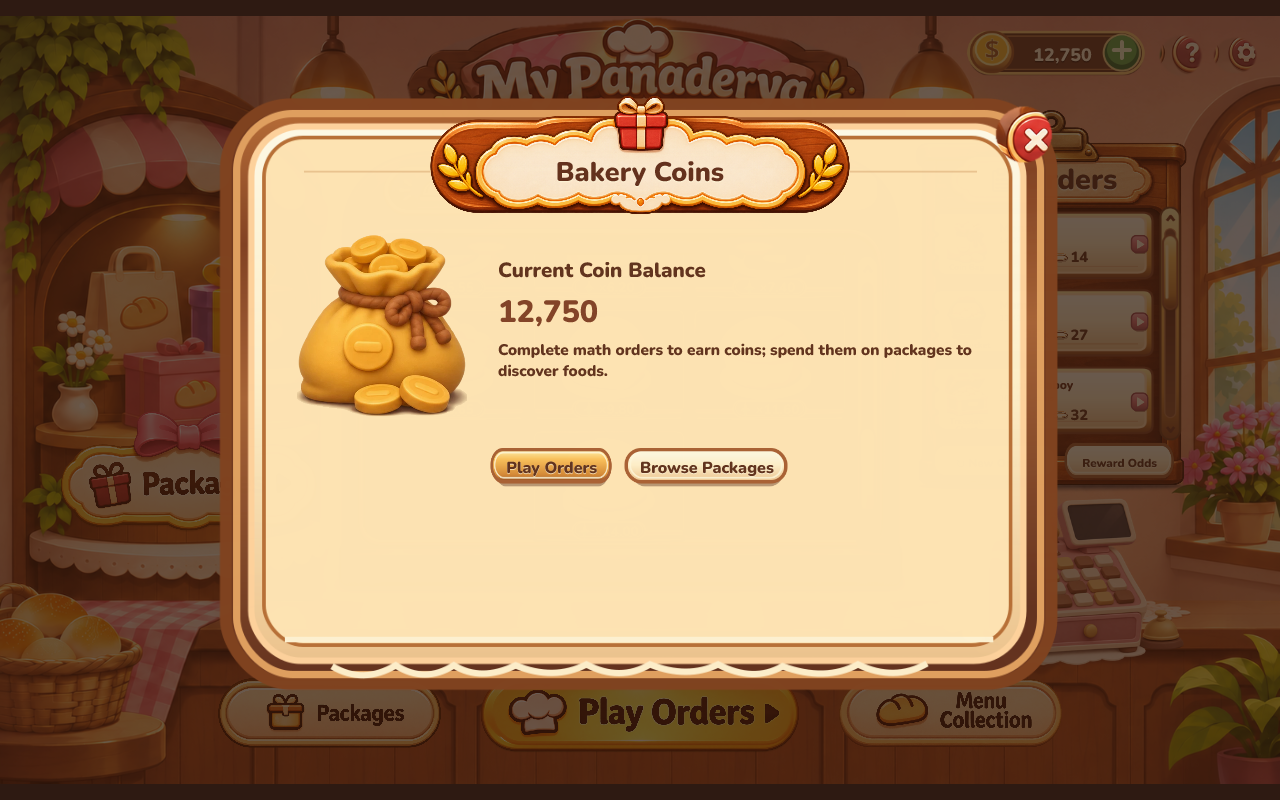 My Panaderya
$
12,750
?
Bakery Coins
Current Coin Balance
12,750
Complete math orders to earn coins; spend them on packages to
discover foods.
Play Orders
Browse Packages
14
27
32
Reward Odds
Packages
Play Orders
Menu
Collection